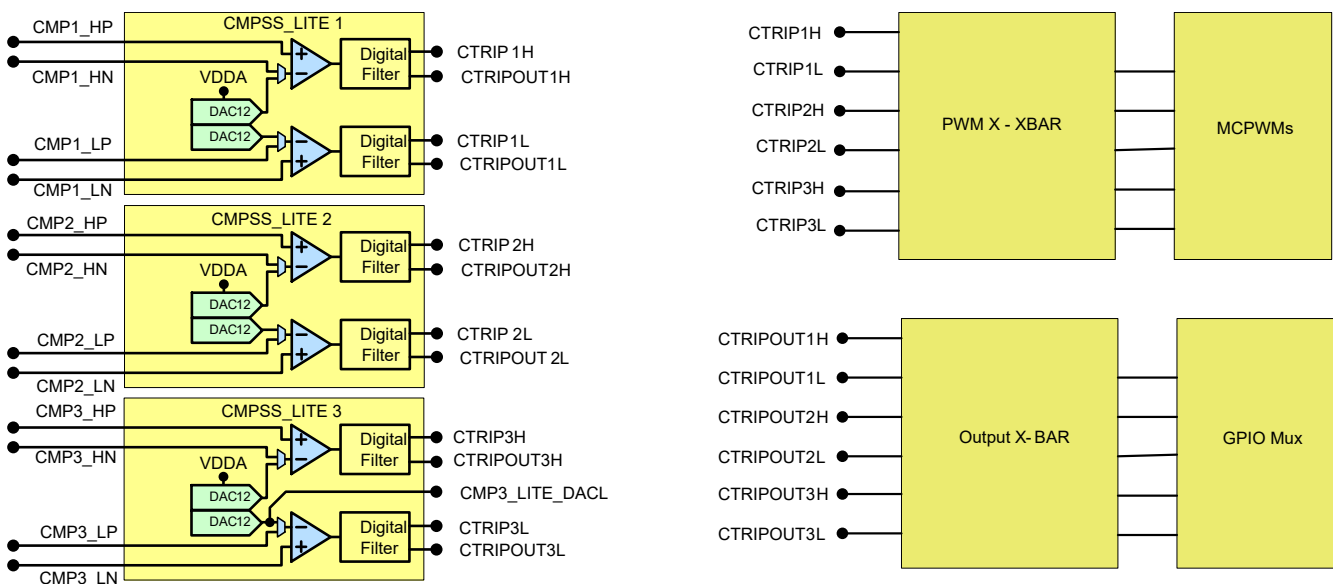 CMPSS_LITE 1
CMP1_HP
CMP1_HN
VDDA
DAC12
DAC12
Digital
Filter
CTRIP 1H
CTRIPOUT1H
CMP1_LP
CMP1_LN
Digital
Filter
CTRIP1L
CTRIPOUT1L
CMPSS_LITE 2
CMP2_HP
CMP2_HN
VDDA
DAC12
DAC12
Digital
Filter
CTRIP 2H
CTRIPOUT2H
CMP2_LP
CMP2_LN
Digital
Filter
CTRIP 2L
CTRIPOUT 2L
CMPSS_LITE 3
CMP3_HP
CMP3_HN
VDDA
DAC12
DAC12
Digital
Filter
CTRIP3H
CTRIPOUT3H
CMP3_LITE_DACL
CMP3_LP
CMP3_LN
Digital
Filter
CTRIP3L
CTRIPOUT3L
CTRIP1H
CTRIP1L
CTRIP2H
CTRIP2L
CTRIP3H
CTRIP3L
PWM X - XBAR
MCPWMs
CTRIPOUT1H
CTRIPOUT1L
CTRIPOUT2H
CTRIPOUT2L
CTRIPOUT3H
CTRIPOUT3L
Output X- BAR
GPIO Mux